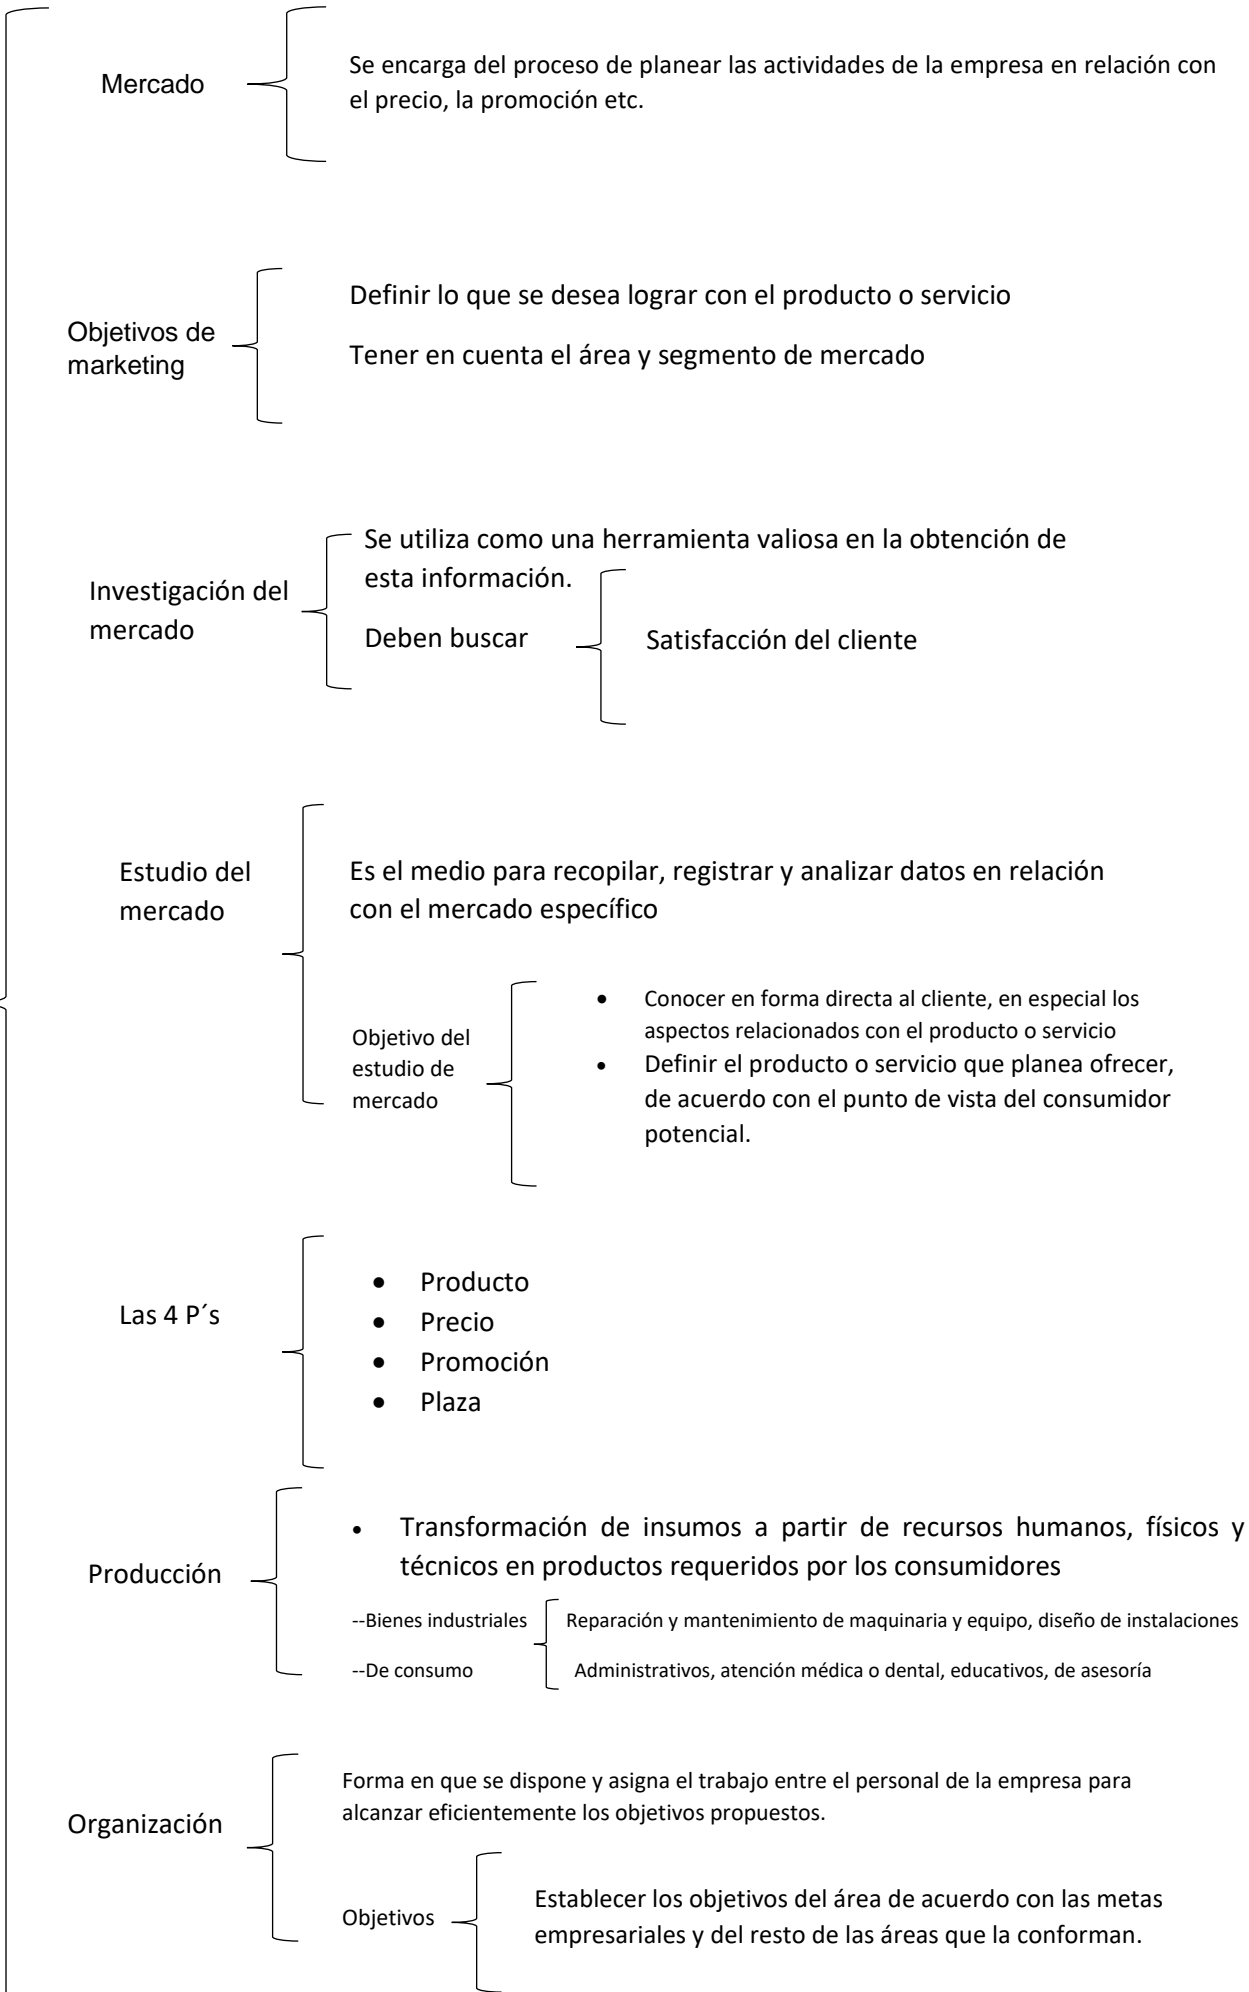 Mercado
Se encarga del proceso de planear las actividades de la empresa en relación con
el precio, la promoción etc.
Objetivos de
marketing
Definir lo que se desea lograr con el producto o servicio
Tener en cuenta el área y segmento de mercado
Investigación del
mercado
Se utiliza como una herramienta valiosa en la obtención de
esta información.
Deben buscar
Satisfacción del cliente
Estudio del
mercado
Es el medio para recopilar, registrar y analizar datos en relación
con el mercado específico
Objetivo del
estudio de
mercado
• Conocer en forma directa al cliente, en especial los
aspectos relacionados con el producto o servicio
• Definir el producto o servicio que planea ofrecer,
de acuerdo con el punto de vista del consumidor
potencial.
Las 4 P´s
• Producto
• Precio
• Promoción
• Plaza
Producción
• Transformación de insumos a partir de recursos humanos, físicos y
técnicos en productos requeridos por los consumidores
--Bienes industriales
Reparación y mantenimiento de maquinaria y equipo, diseño de instalaciones
--De consumo
Administrativos, atención médica o dental, educativos, de asesoría
Organización
Forma en que se dispone y asigna el trabajo entre el personal de la empresa para
alcanzar eficientemente los objetivos propuestos.
Objetivos
Establecer los objetivos del área de acuerdo con las metas
empresariales y del resto de las áreas que la conforman.